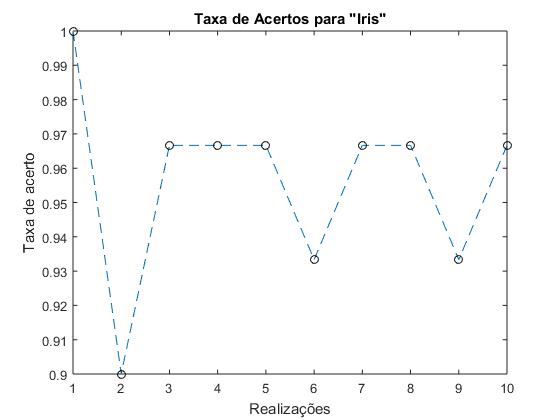 Taxa de Acertos para "Iris"
1
0.99
0.98
0.97
0.96
0.95
0.94
0.93
0.92
0.91
0.9
Taxa de acerto
1 2 3 4 5 6 7 8 9 10
Realizações